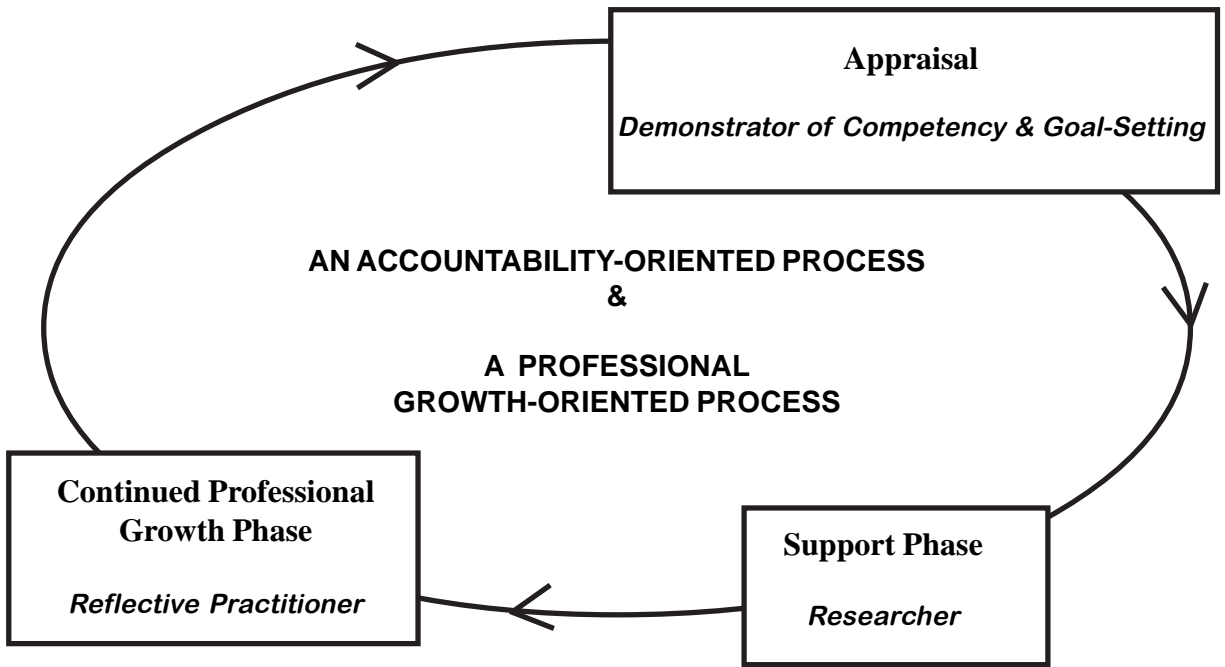 Appraisal
Demonstrator of Competency & Goal-Setting
AN ACCOUNTABILITY-ORIENTED PROCESS
&
A PROFESSIONAL
GROWTH-ORIENTED PROCESS
Continued Professional
Growth Phase
Reflective Practitioner
Support Phase
Researcher